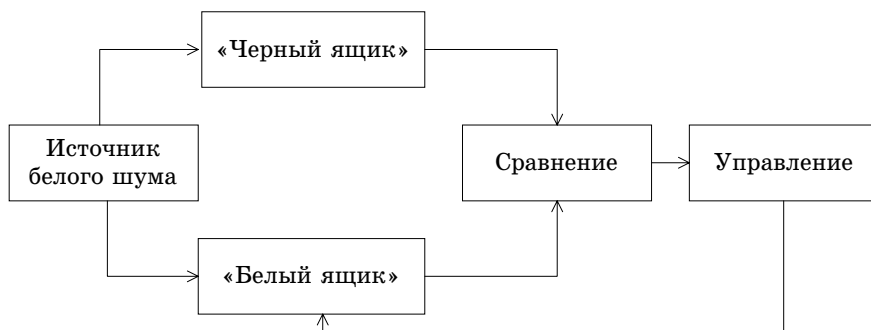 «Черный ящик»
Источник
белого шума
Сравнение
Управление
«Белый ящик»